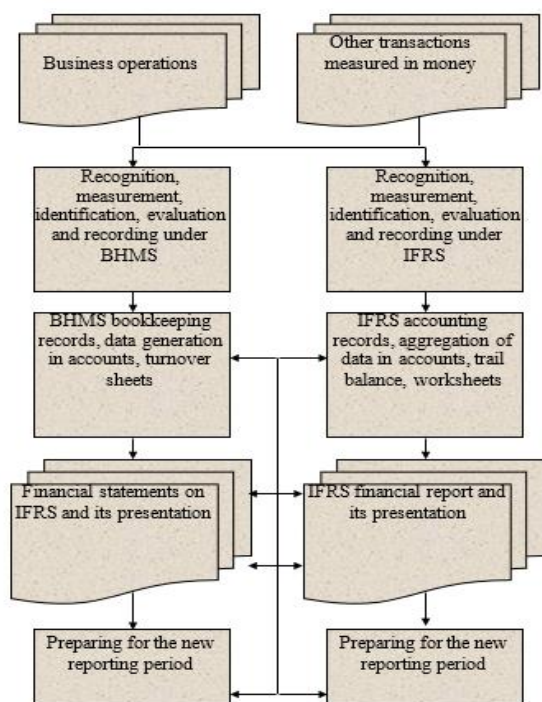 Business operations
Other transactions
measured in money
Recognition,
measurement,
identification, evaluation
and recording under
BHMS
Recognition,
measurement,
identification, evaluation
and recording under
IFRS
BHMS bookkeeping
records, data generation
in accounts, turnover
sheets
IFRS accounting
records, aggregation of
data in accounts, trail
balance, worksheets
Financial statements on
IFRS and its presentation
IFRS financial report and
its presentation
Preparing for the new
reporting period
Preparing for the new
reporting period